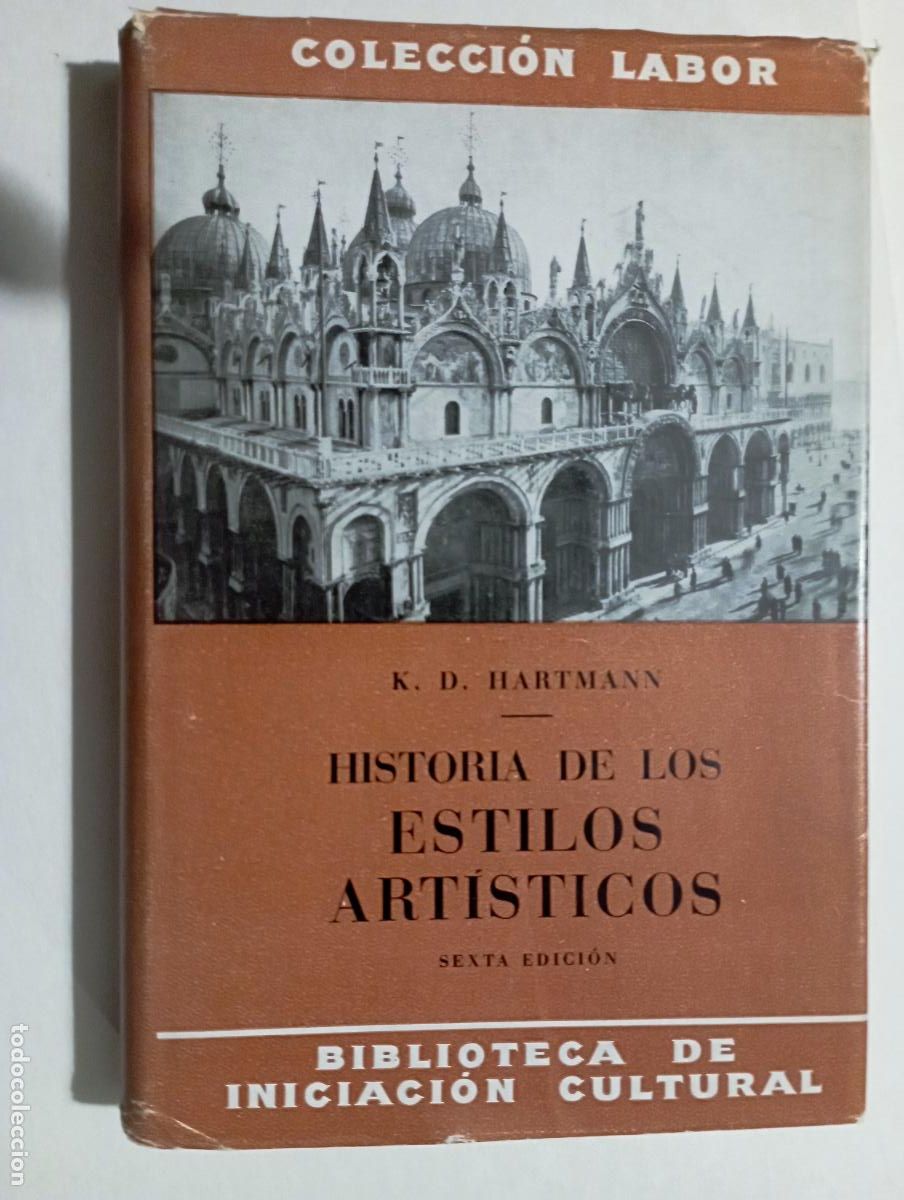 COLECCIÓN LABOR
K. D. HARTMANN
HISTORIA DE LOS
ESTILOS
ARTÍSTICOS
SEXTA EDICIÓN
BIBLIOTECA DE
INICIACIÓN CULTURAL
todocoleccion